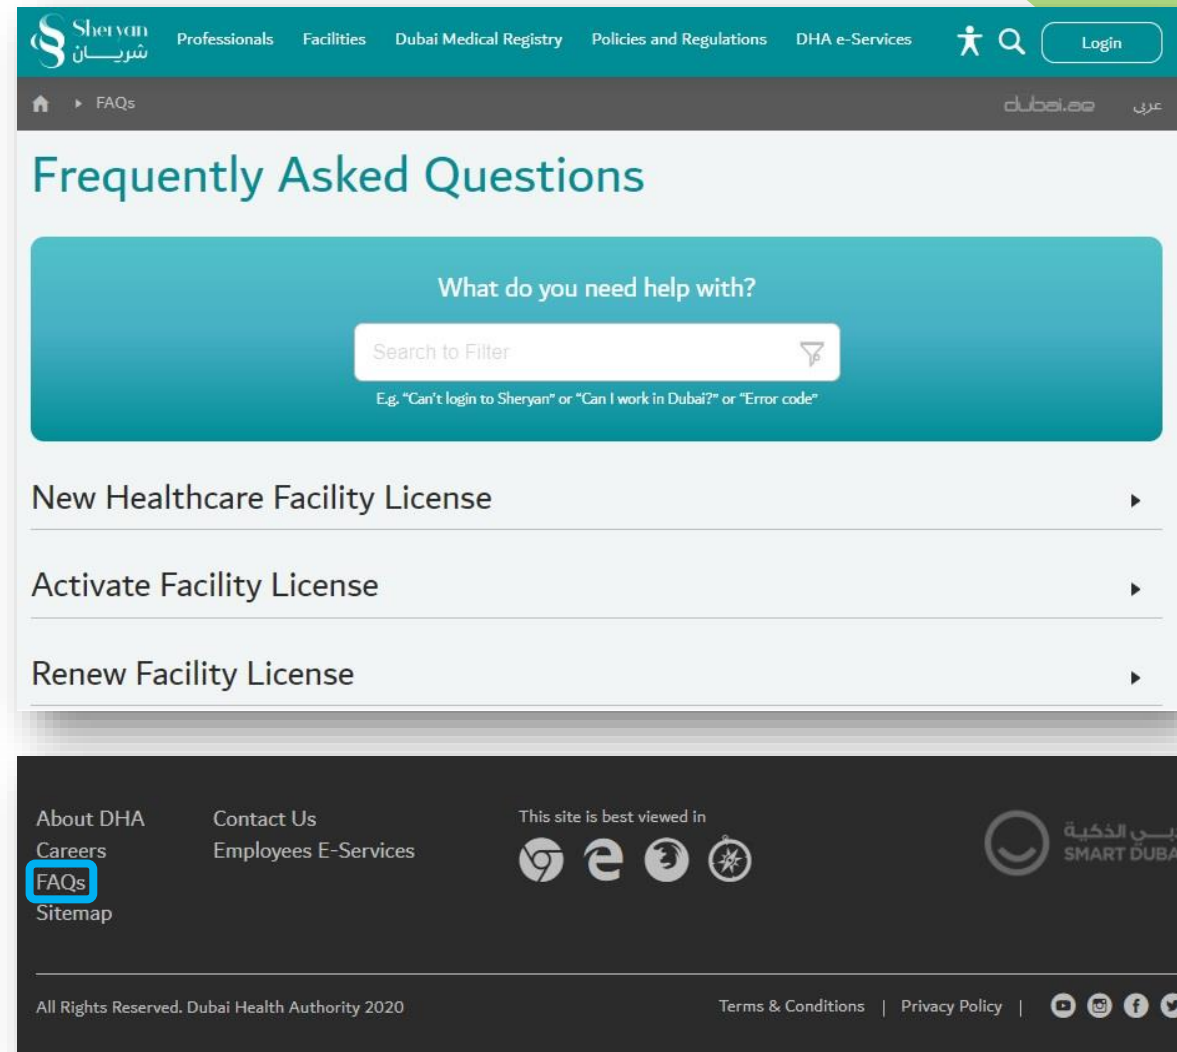 Sheryan
شريـــان
Professionals Facilities Dubai Medical Registry Policies and Regulations DHA e-Services Login
FAQs dubai.ae عربى
Frequently Asked Questions
What do you need help with?
Search to Filter
E.g. "Can't login to Sheryan" or "Can I work in Dubai?" or "Error code"
New Healthcare Facility License
Activate Facility License
Renew Facility License
About DHA Contact Us This site is best viewed in
Careers Employees E-Services
الذكية
SMART
FAQs
Sitemap
All Rights Reserved. Dubai Health Authority 2020 Terms & Conditions | Privacy Policy |